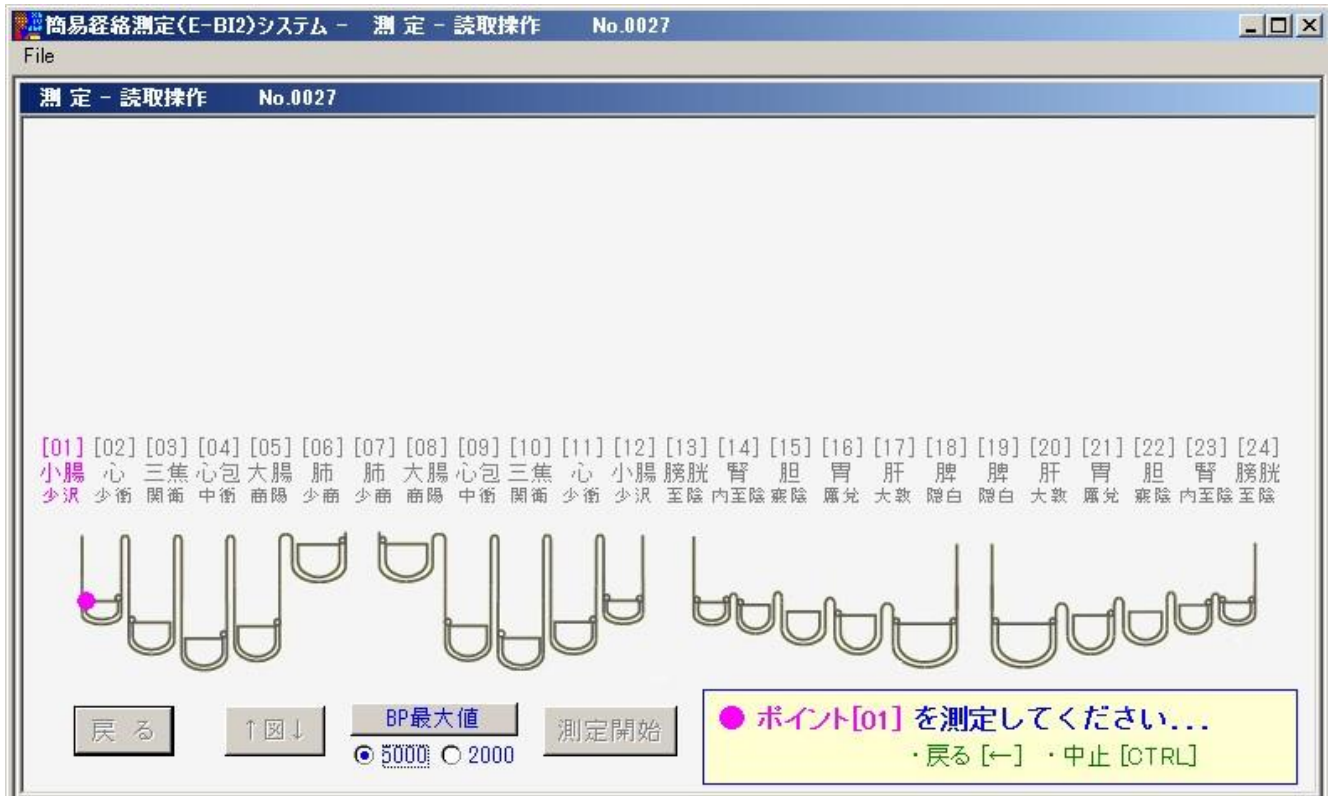 簡易経絡測定(E-BI2)システム - 測 定 - 読取操作 No.0027
File
測 定 - 読取操作 No.0027
[01] [02] [03] [04] [05] [06] [07] [08] [09] [10] [11] [12] [13] [14] [15] [16] [17] [18] [19] [20] [21] [22] [23] [24]
小腸 心 三焦 心包 大腸 肺 肺 大腸 心包 三焦 心 小腸 膀胱 腎 胆 胃 肝 脾 脾 肝 胃 胆 腎 膀胱
少沢 少衝 関衝 中衝 商陽 少商 少商 商陽 中衝 関衝 少衝 少沢 至陰 内至陰 竅陰 厲兌 大敦 隠白 隠白 大敦 厲兌 竅陰 内至陰 至陰
戻 る
↑図↓
BP最大値
5000 2000
測定開始
ポイント[01] を測定してください...
・戻る [←] ・中止 [CTRL]